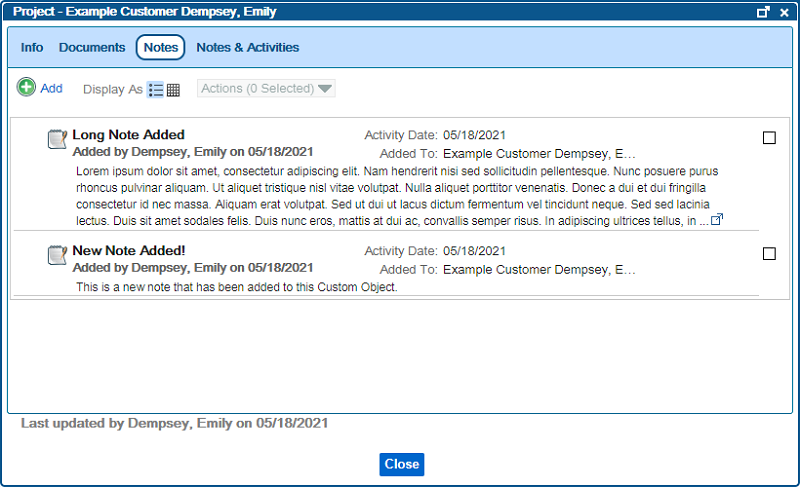 Project - Example Customer Dempsey, Emily
Info Documents Notes Notes & Activities
Add Display As Actions (0 Selected)
Long Note Added Activity Date: 05/18/2021
Added by Dempsey, Emily on 05/18/2021 Added To: Example Customer Dempsey, E...
Lorem ipsum dolor sit amet, consectetur adipiscing elit. Nam hendrerit nisi sed sollicitudin pellentesque. Nunc posuere purus
rhoncus pulvinar aliquam. Ut aliquet tristique nisl vitae volutpat. Nulla aliquet porttitor venenatis. Donec a dui et dui fringilla
consectetur id nec massa. Aliquam erat volutpat. Sed ut dui ut lacus dictum fermentum vel tincidunt neque. Sed sed lacinia
lectus. Duis sit amet sodales felis. Duis nunc eros, mattis at dui ac, convallis semper risus. In adipiscing ultrices tellus, in ...
New Note Added! Activity Date: 05/18/2021
Added by Dempsey, Emily on 05/18/2021 Added To: Example Customer Dempsey, E...
This is a new note that has been added to this Custom Object.
Last updated by Dempsey, Emily on 05/18/2021
Close